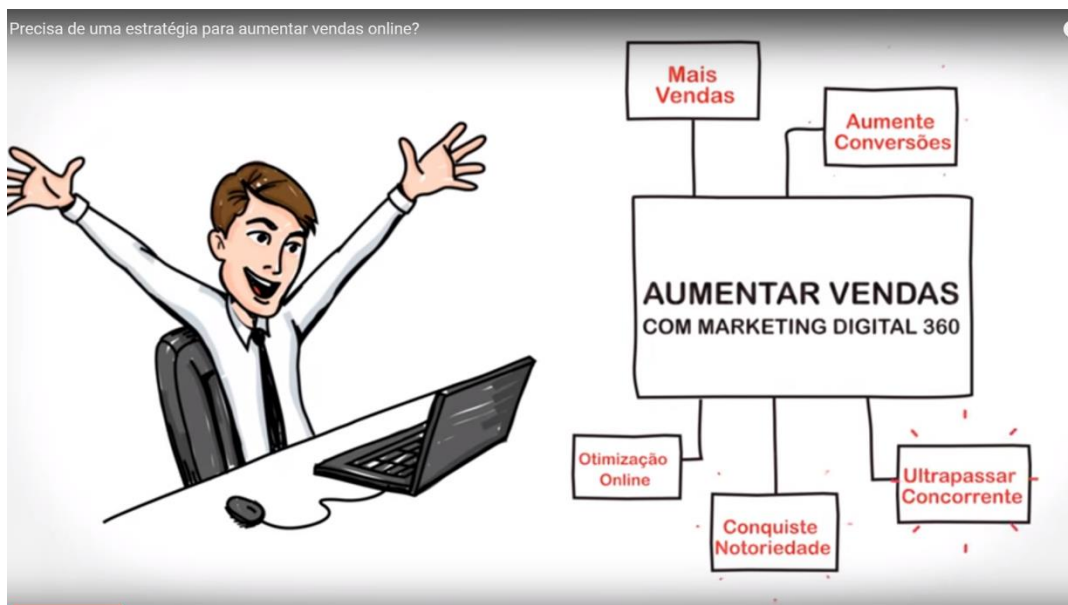 Precisa de uma estratégia para aumentar vendas online?
Mais
Vendas
Aumente
Conversões
AUMENTAR VENDAS
COM MARKETING DIGITAL 360
Otimização
Online
Conquiste
Notoriedade
Ultrapassar
Concorrente